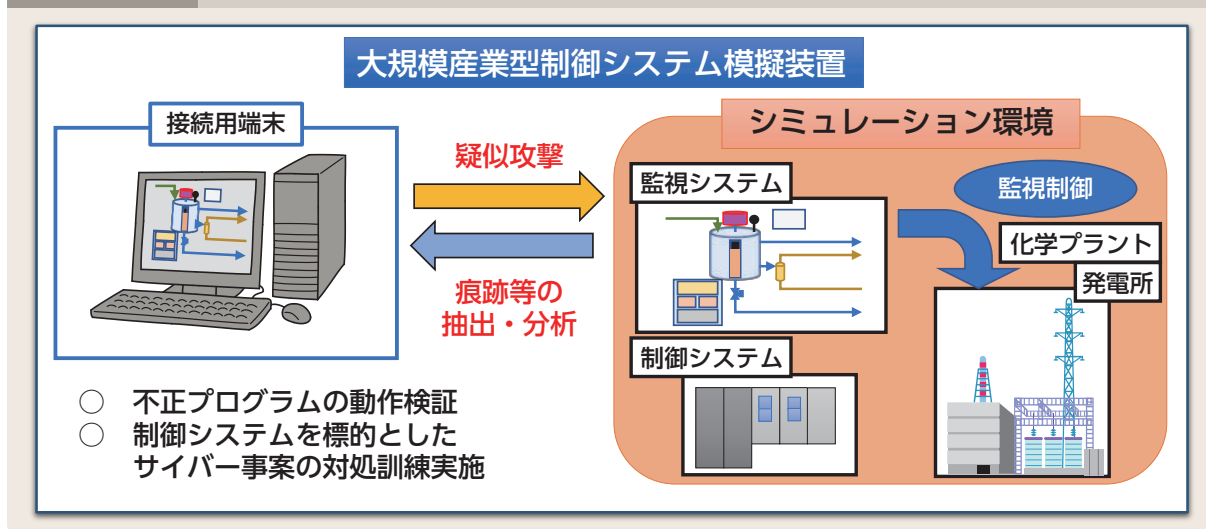 大規模産業型制御システム模擬装置
接続用端末
疑似攻撃
痕跡等の
抽出・分析
○ 不正プログラムの動作検証
○ 制御システムを標的とした
サイバー事案の対処訓練実施
シミュレーション環境
監視システム
監視制御
化学プラント
発電所
制御システム